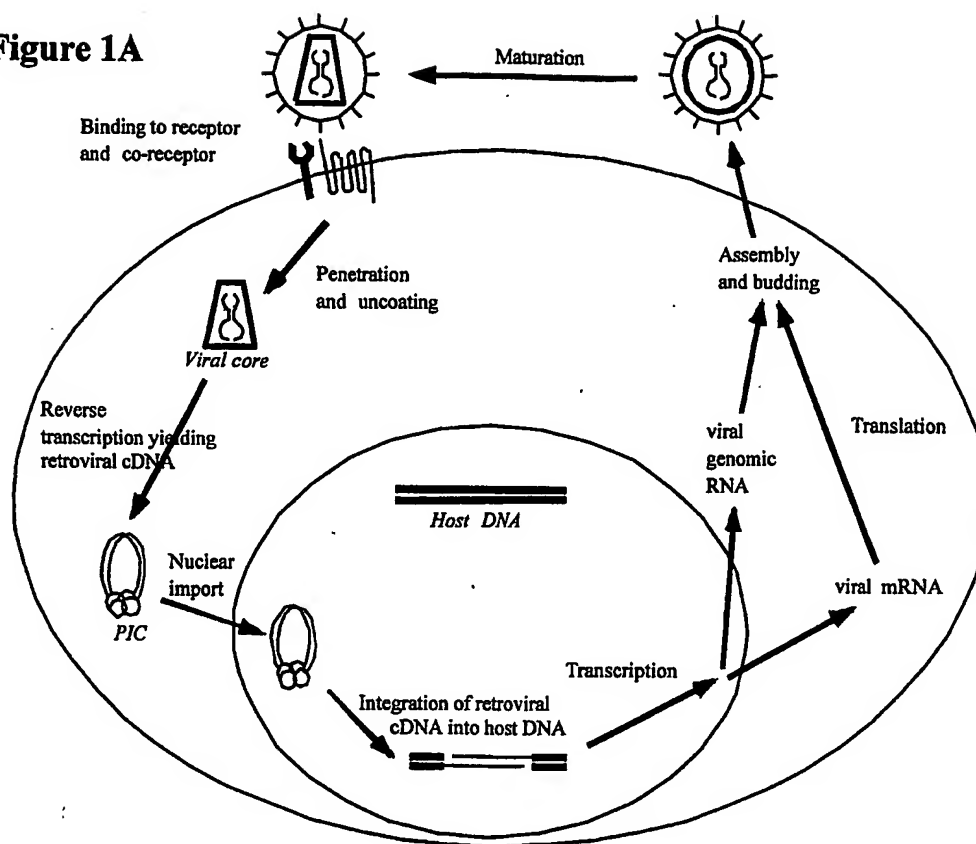 Figure 1A
Maturation
Binding to receptor
and co-receptor
Penetration
and uncoating
Viral core
Reverse
transcription yielding
retroviral cDNA
PIC
Nuclear
import
Host DNA
Integration of retroviral
cDNA into host DNA
Transcription
viral
genomic
RNA
viral mRNA
Translation
Assembly
and budding